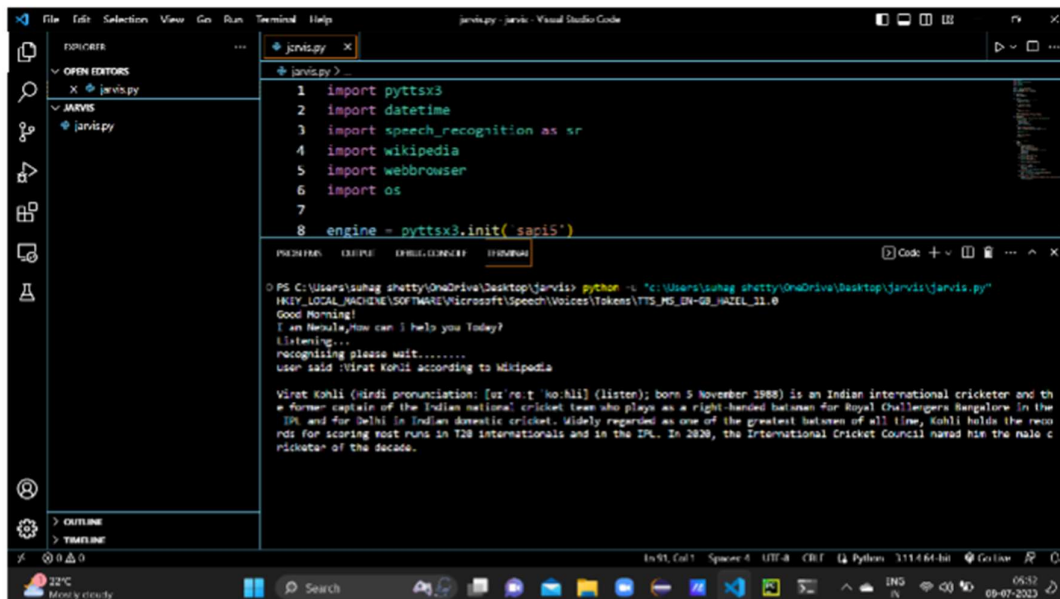 File Edit Selection View Go Run Terminal Help
jarvis.py - jarvis - Visual Studio Code
EXPLORER
OPEN EDITORS
jarvis.py
JARVIS
jarvis.py
OUTLINE
TIMELINE
jarvis.py
jarvis.py > ...
1 import pyttsx3
2 import datetime
3 import speech_recognition as sr
4 import wikipedia
5 import webbrowser
6 import os
7
8 engine = pyttsx3.init('sapi5')
PROBLEMS OUTPUT DEBUG CONSOLE TERMINAL
Code
PS C:\Users\suhag shetty\OneDrive\Desktop\jarvis> python -u "c:\Users\suhag shetty\OneDrive\Desktop\jarvis\jarvis.py"
HKEY_LOCAL_MACHINE\SOFTWARE\Microsoft\Speech\Voices\Tokens\TTS_MS_EN-GB_HAZEL_11.0
Good Morning!
I am Nebula,How can i help you Today?
Listening...
recognising please wait........
user said :Virat Kohli according to Wikipedia
Virat Kohli (Hindi pronunciation: (listen); born 5 November 1988) is an Indian international cricketer and th
e former captain of the Indian national cricket team who plays as a right-handed batsman for Royal Challengers Bangalore in the
IPL and for Delhi in Indian domestic cricket. Widely regarded as one of the greatest batsmen of all time, Kohli holds the reco
rds for scoring most runs in T20 internationals and in the IPL. In 2020, the International Cricket Council named him the male c
ricketer of the decade.
0 0
Ln 91, Col 1 Spaces: 4 UTF-8 CRLF Python 3.11.4 64-bit Go Live
22°C
Mostly cloudy
Search
ENG
IN
05:52
08-07-2023